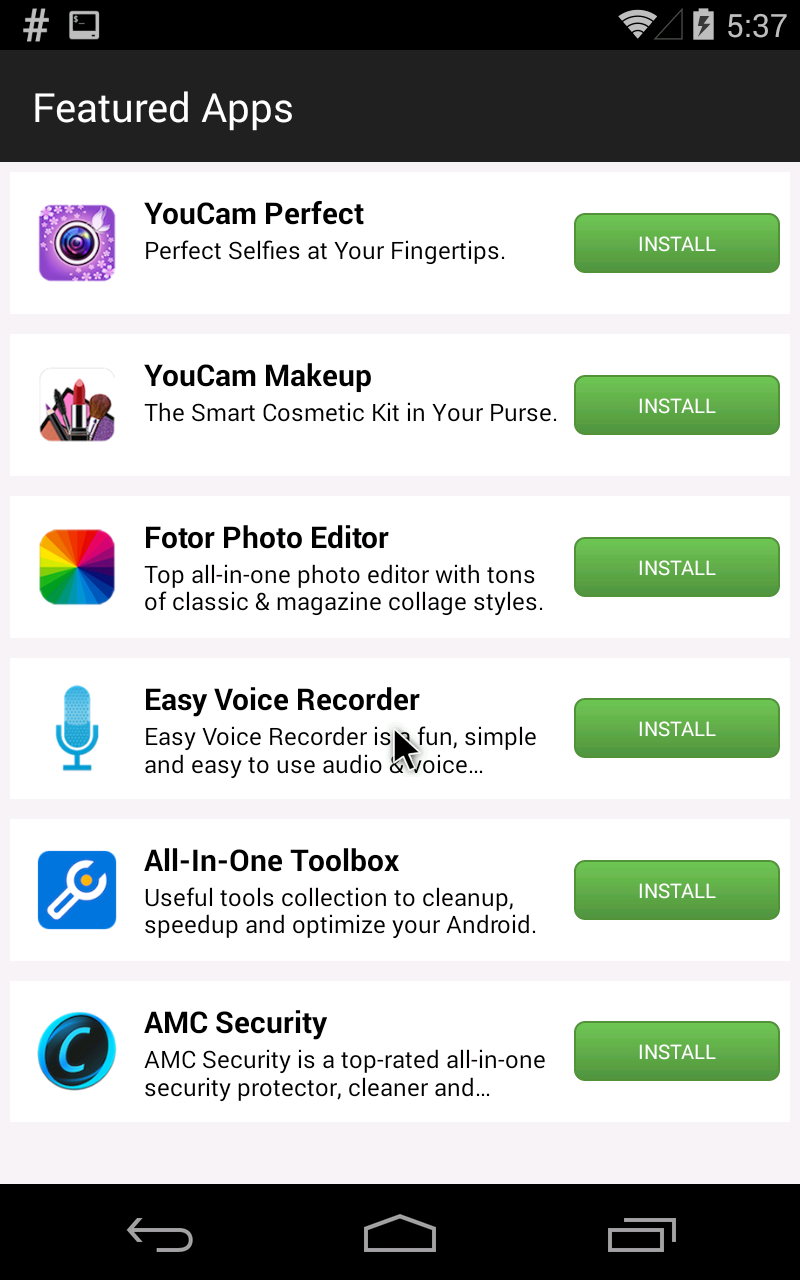 5:37
Featured Apps
YouCam Perfect
Perfect Selfies at Your Fingertips.
INSTALL
YouCam Makeup
The Smart Cosmetic Kit in Your Purse.
INSTALL
Fotor Photo Editor
Top all-in-one photo editor with tons
of classic & magazine collage styles.
INSTALL
Easy Voice Recorder
Easy Voice Recorder is a fun, simple
and easy to use audio & voice…
INSTALL
All-In-One Toolbox
Useful tools collection to cleanup,
speedup and optimize your Android.
INSTALL
AMC Security
AMC Security is a top-rated all-in-one
security protector, cleaner and…
INSTALL